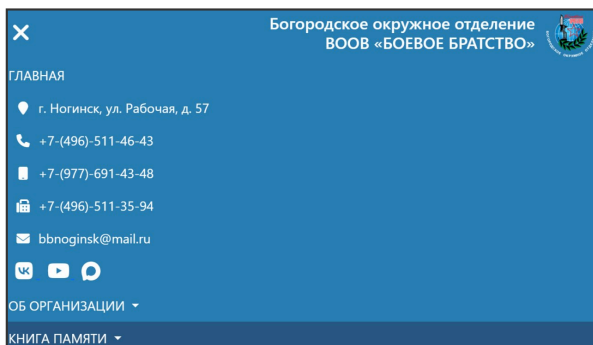 Богородское окружное отделение
ВООВ «БОЕВОЕ БРАТСТВО»
ГЛАВНАЯ
г. Ногинск, ул. Рабочая, д. 57
+7-(496)-511-46-43
+7-(977)-691-43-48
+7-(496)-511-35-94
bbnoginsk@mail.ru
ОБ ОРГАНИЗАЦИИ
КНИГА ПАМЯТИ